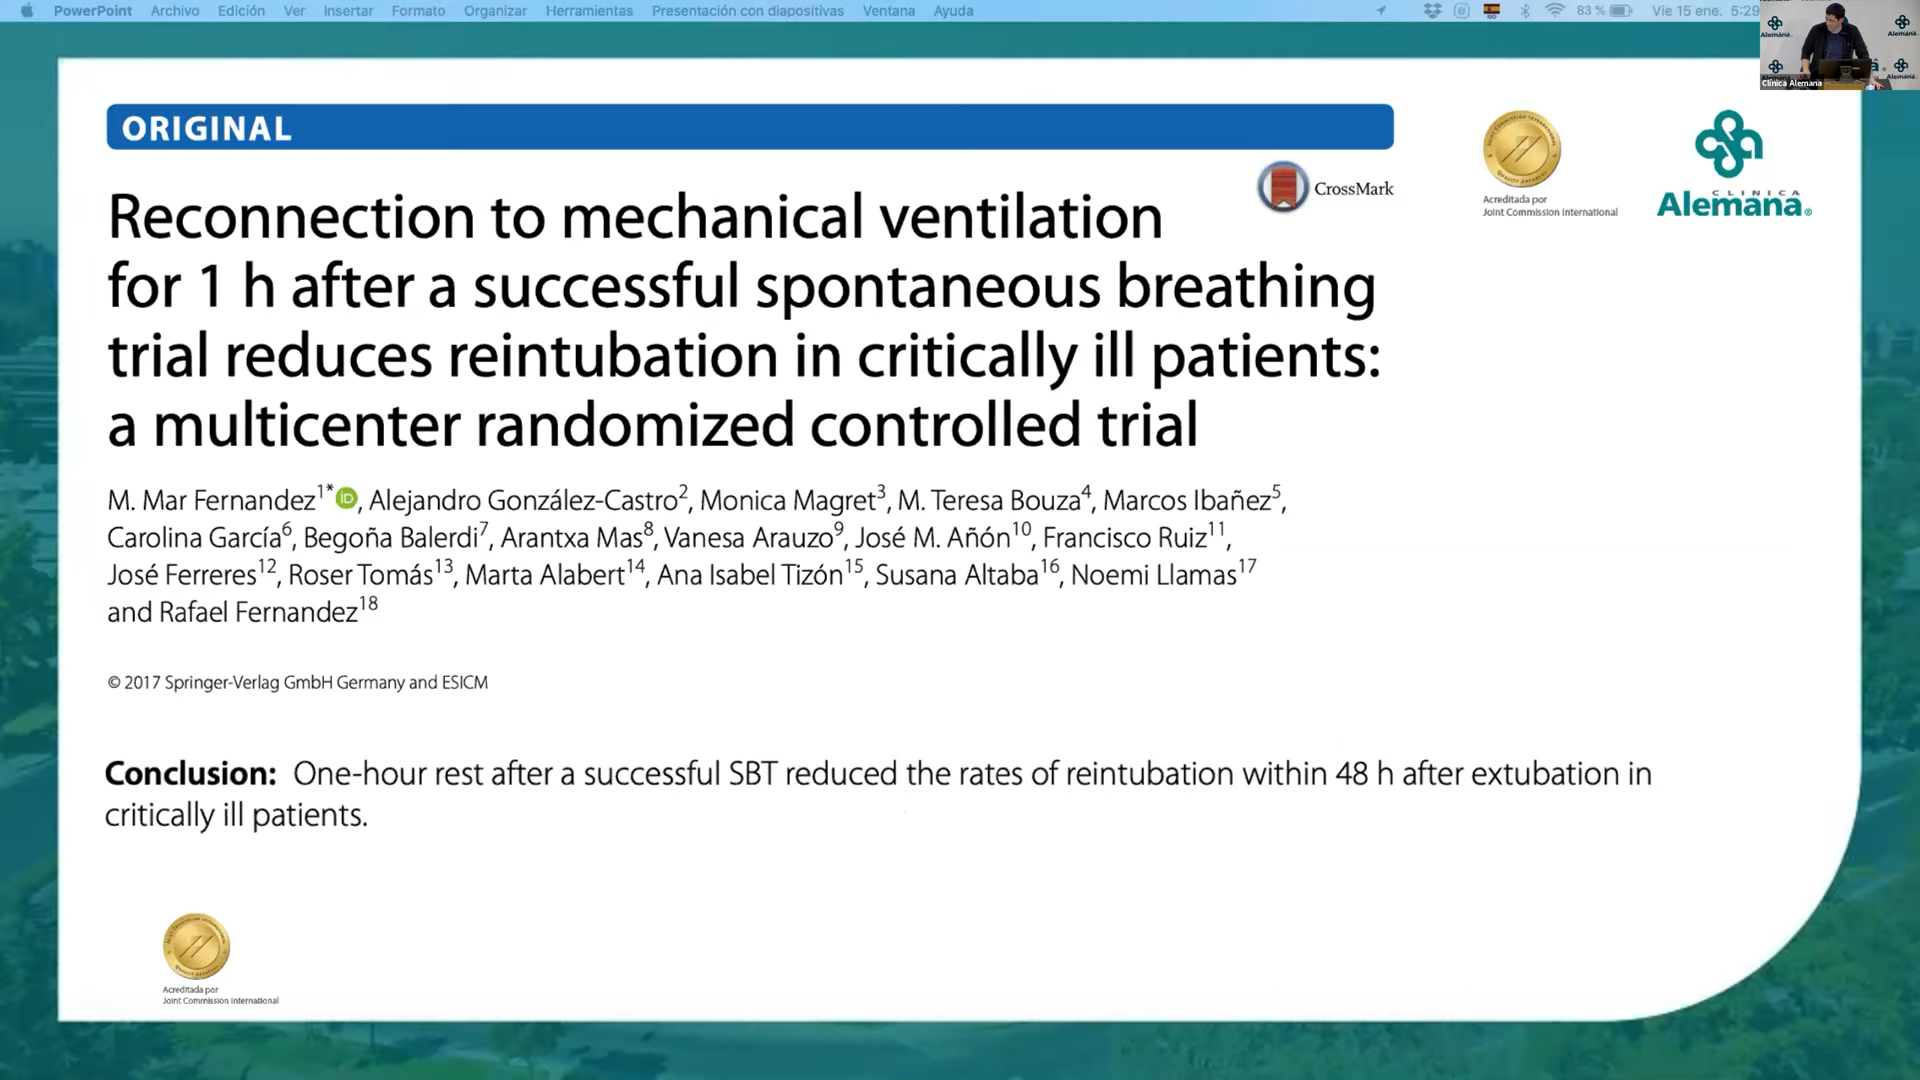 PowerPoint Archivo Edición Ver Insertar Formato Organizar Herramientas Presentación con diapositivas Ventana Ayuda 83 % Vie 15 ene. 5:29
Alemana
Alemana
Clínica Alemana
ORIGINAL
CrossMark
Acreditada por
Joint Commission International
CLINICA
Alemana®
Reconnection to mechanical ventilation
for 1 h after a successful spontaneous breathing
trial reduces reintubation in critically ill patients:
a multicenter randomized controlled trial
M. Mar Fernandez1* iD, Alejandro González-Castro2, Monica Magret3, M. Teresa Bouza4, Marcos Ibañez5,
Carolina García6, Begoña Balerdi7, Arantxa Mas8, Vanesa Arauzo9, José M. Añón10, Francisco Ruiz11,
José Ferreres12, Roser Tomás13, Marta Alabert14, Ana Isabel Tizón15, Susana Altaba16, Noemi Llamas17
and Rafael Fernandez18
© 2017 Springer-Verlag GmbH Germany and ESICM
Conclusion: One-hour rest after a successful SBT reduced the rates of reintubation within 48 h after extubation in
critically ill patients.
Acreditada por
Joint Commission International